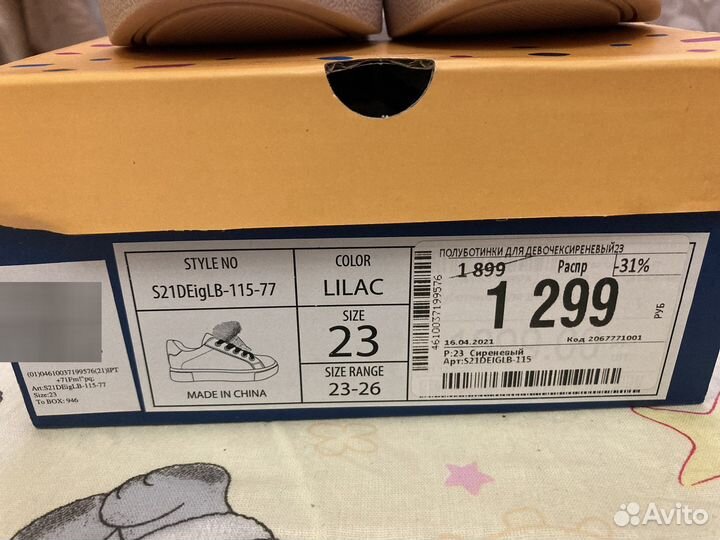 STYLE NO
S21DEigLB-115-77
MADE IN CHINA
COLOR
LILAC
SIZE
23
SIZE RANGE
23-26
ПОЛУБОТИНКИ ДЛЯ ДЕВОЧЕКСИРЕНЕВЫЙ23
1 899 Распр -31%
1 299 РУБ
16.04.2021 Код 2067771001
Р:23 Сиреневый
Арт:S21DEIGLB-115
4610037199576
(01)04610037199576(21)IPT
Art:S21DEigLB-115-77
Size:23
To BOX: 946
Avito